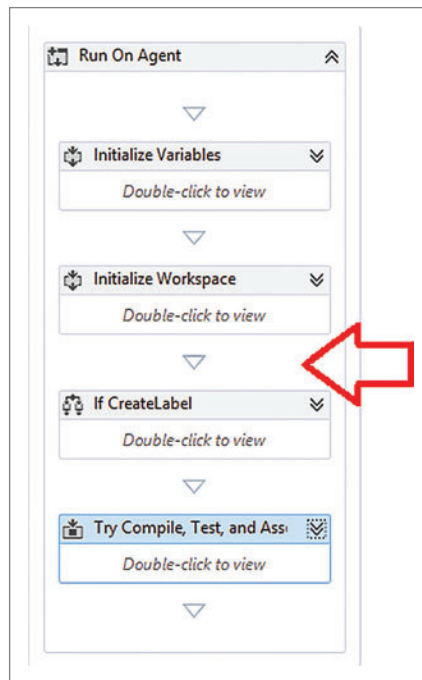 Run On Agent
Initialize Variables
Double-click to view
Initialize Workspace
Double-click to view
If CreateLabel
Double-click to view
Try Compile, Test, and Ass
Double-click to view